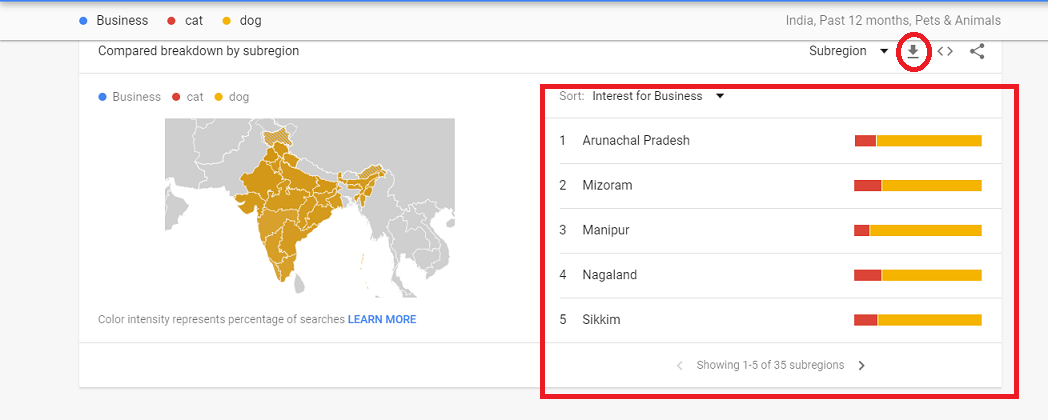 Business cat dog India, Past 12 months, Pets & Animals
Compared breakdown by subregion Subregion
Business cat dog
Sort: Interest for Business
1 Arunachal Pradesh
2 Mizoram
3 Manipur
4 Nagaland
5 Sikkim
Color intensity represents percentage of searches LEARN MORE
Showing 1-5 of 35 subregions